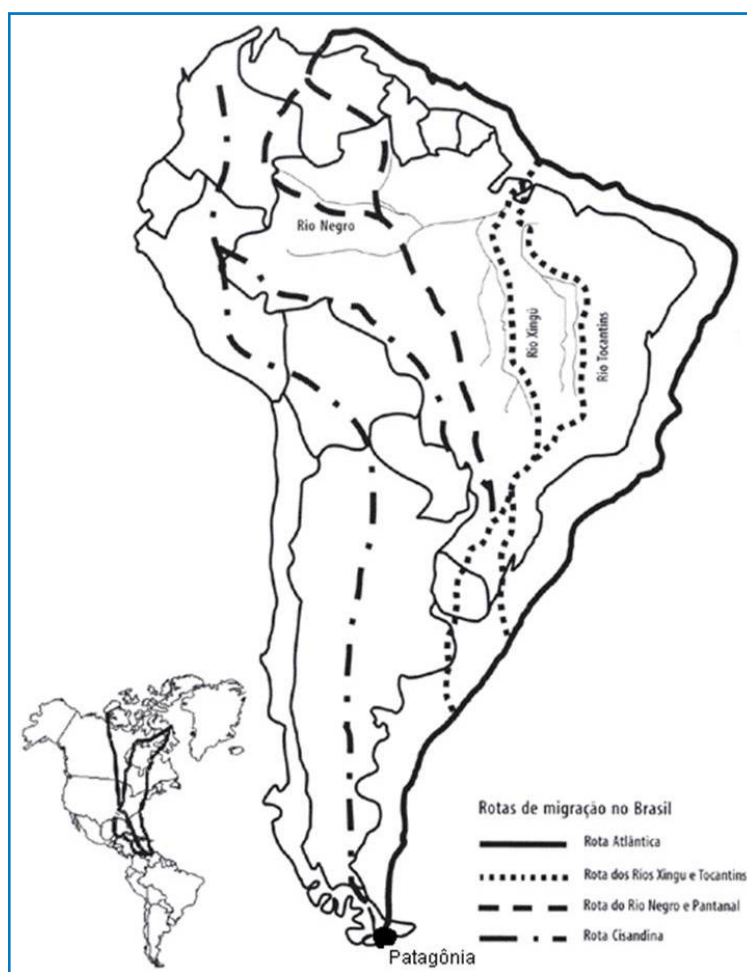 Rio Negro
Rio Xingú
Rio Tocantins
Rotas de migração no Brasil
Rota Atlântica
Rota dos Rios Xingu e Tocantins
Rota do Rio Negro e Pantanal
Rota Cisandina
Patagônia